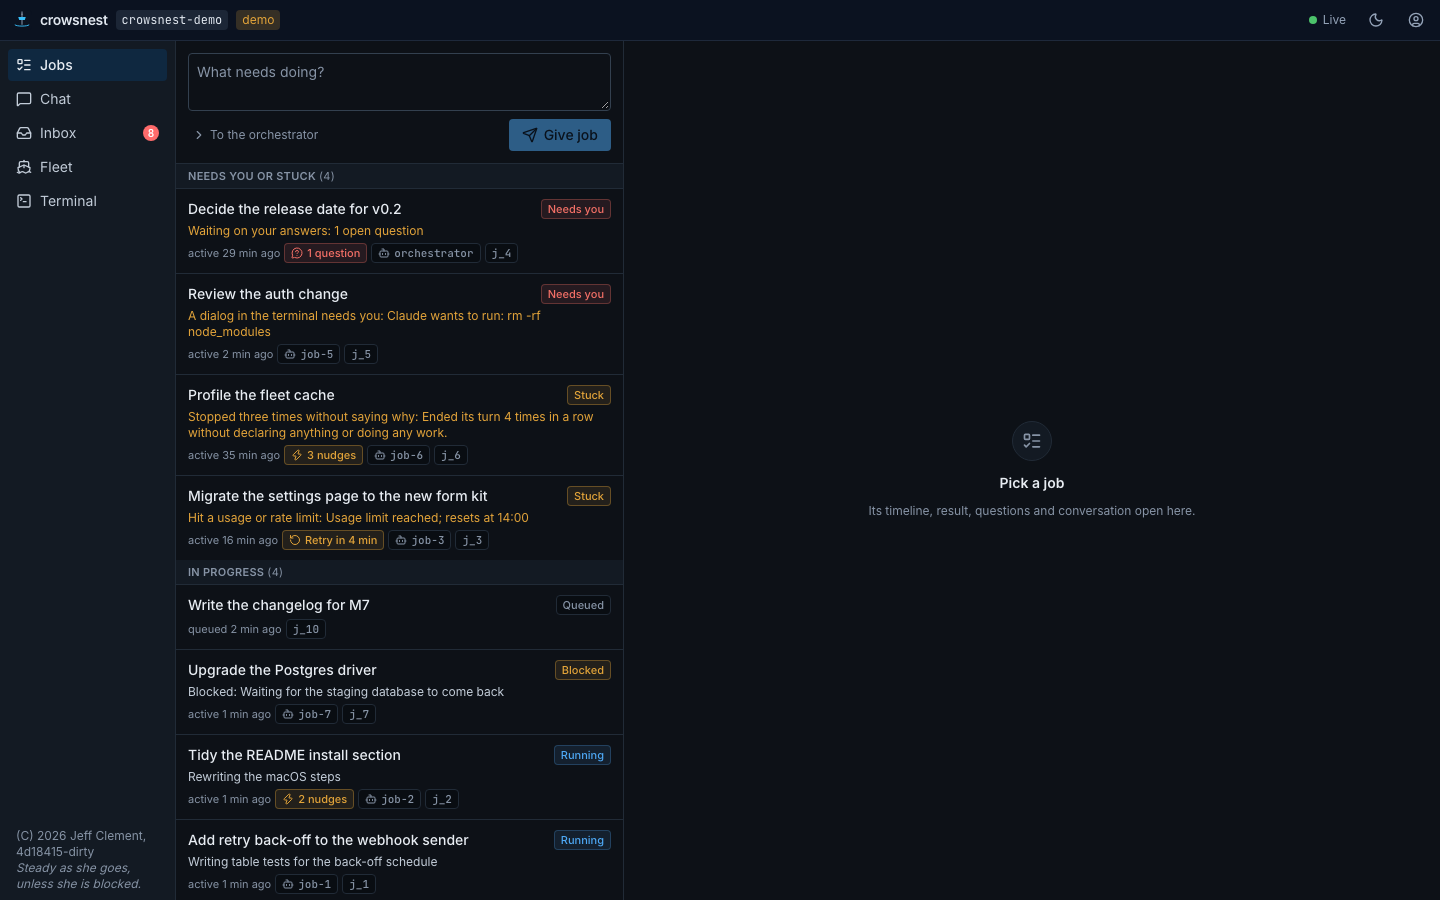 crowsnest crowsnest-demo demo
Live
Jobs
Chat
Inbox 8
Fleet
Terminal
(C) 2026 Jeff Clement,
4d18415-dirty
Steady as she goes,
unless she is blocked.
What needs doing?
To the orchestrator
Give job
NEEDS YOU OR STUCK (4)
Decide the release date for v0.2
Needs you
Waiting on your answers: 1 open question
active 29 min ago 1 question orchestrator j_4
Review the auth change
Needs you
A dialog in the terminal needs you: Claude wants to run: rm -rf
node_modules
active 2 min ago job-5 j_5
Profile the fleet cache
Stuck
Stopped three times without saying why: Ended its turn 4 times in a row
without declaring anything or doing any work.
active 35 min ago 3 nudges job-6 j_6
Migrate the settings page to the new form kit
Stuck
Hit a usage or rate limit: Usage limit reached; resets at 14:00
active 16 min ago Retry in 4 min job-3 j_3
IN PROGRESS (4)
Write the changelog for M7
Queued
queued 2 min ago j_10
Upgrade the Postgres driver
Blocked
Blocked: Waiting for the staging database to come back
active 1 min ago job-7 j_7
Tidy the README install section
Running
Rewriting the macOS steps
active 1 min ago 2 nudges job-2 j_2
Add retry back-off to the webhook sender
Running
Writing table tests for the back-off schedule
active 1 min ago job-1 j_1
Pick a job
Its timeline, result, questions and conversation open here.